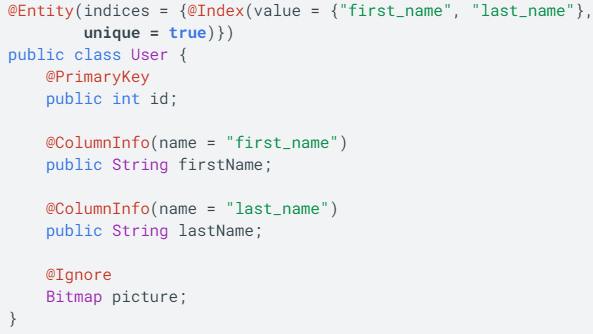 @Entity(indices = {@Index(value = {"first_name", "last_name"},
        unique = true)})
public class User {
    @PrimaryKey
    public int id;

    @ColumnInfo(name = "first_name")
    public String firstName;

    @ColumnInfo(name = "last_name")
    public String lastName;

    @Ignore
    Bitmap picture;
}